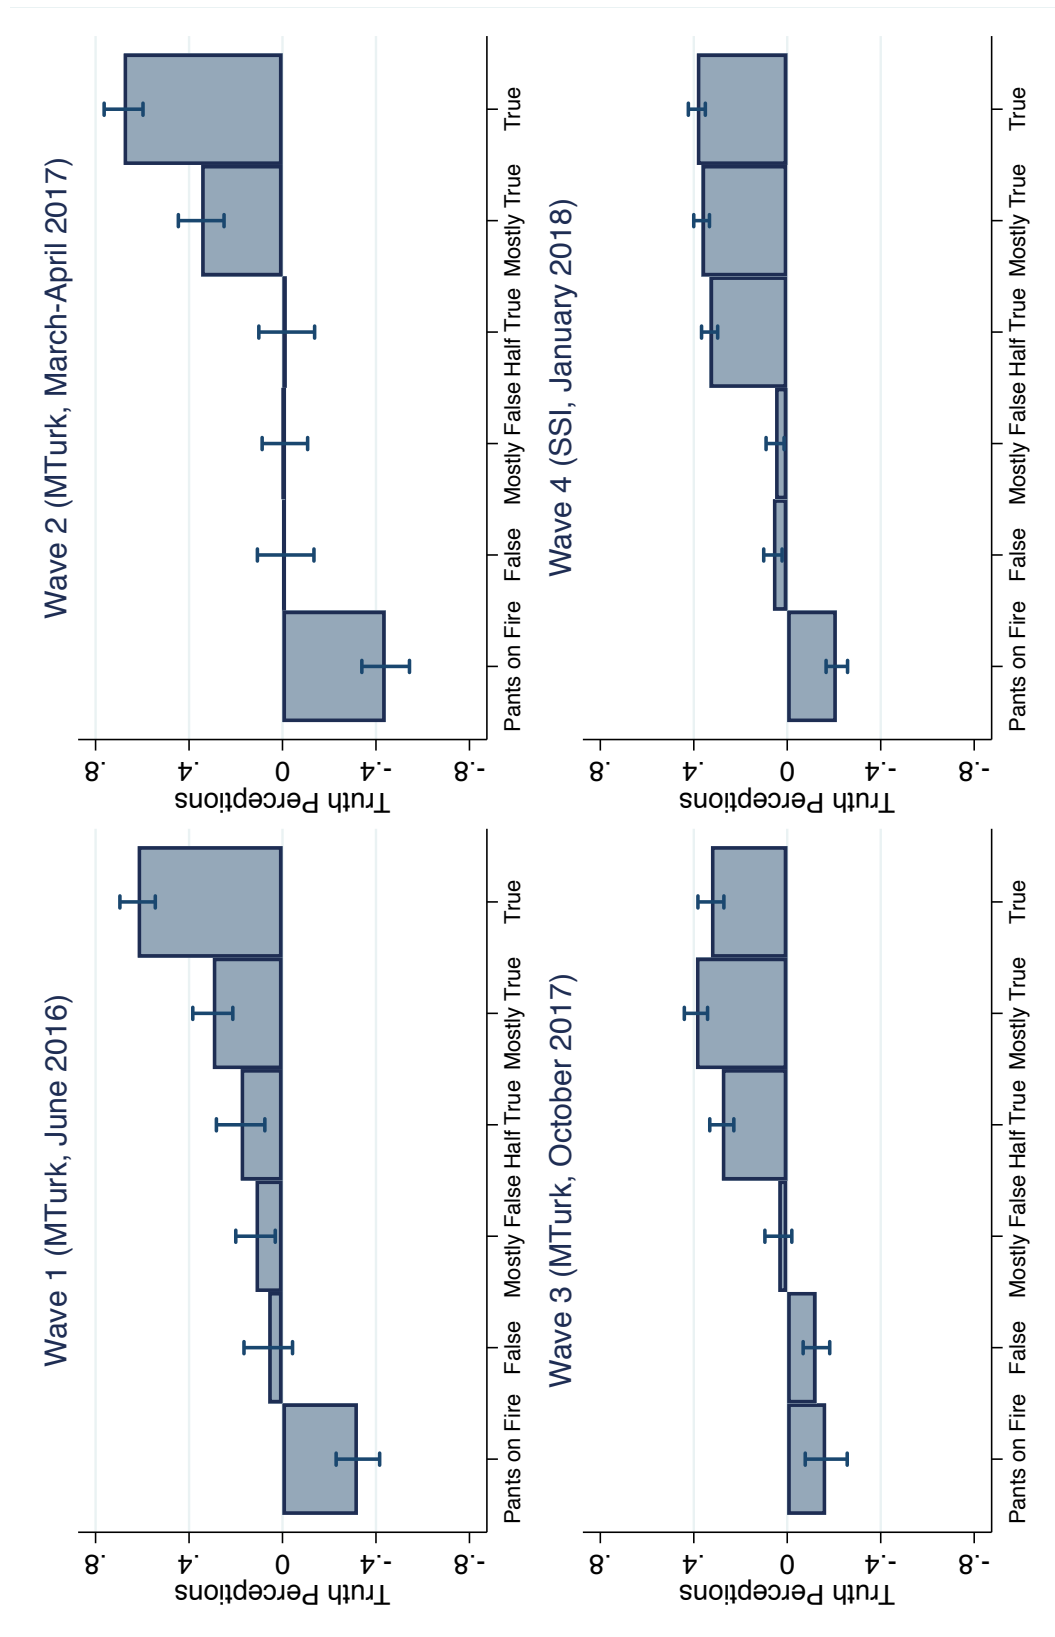 Wave 1 (MTurk, June 2016)
Truth Perceptions
.8
.4
0
-.4
-.8
Pants on Fire False Mostly False Half True Mostly True True
Wave 2 (MTurk, March-April 2017)
Truth Perceptions
.8
.4
0
-.4
-.8
Pants on Fire False Mostly False Half True Mostly True True
Wave 3 (MTurk, October 2017)
Truth Perceptions
.8
.4
0
-.4
-.8
Pants on Fire False Mostly False Half True Mostly True True
Wave 4 (SSI, January 2018)
Truth Perceptions
.8
.4
0
-.4
-.8
Pants on Fire False Mostly False Half True Mostly True True